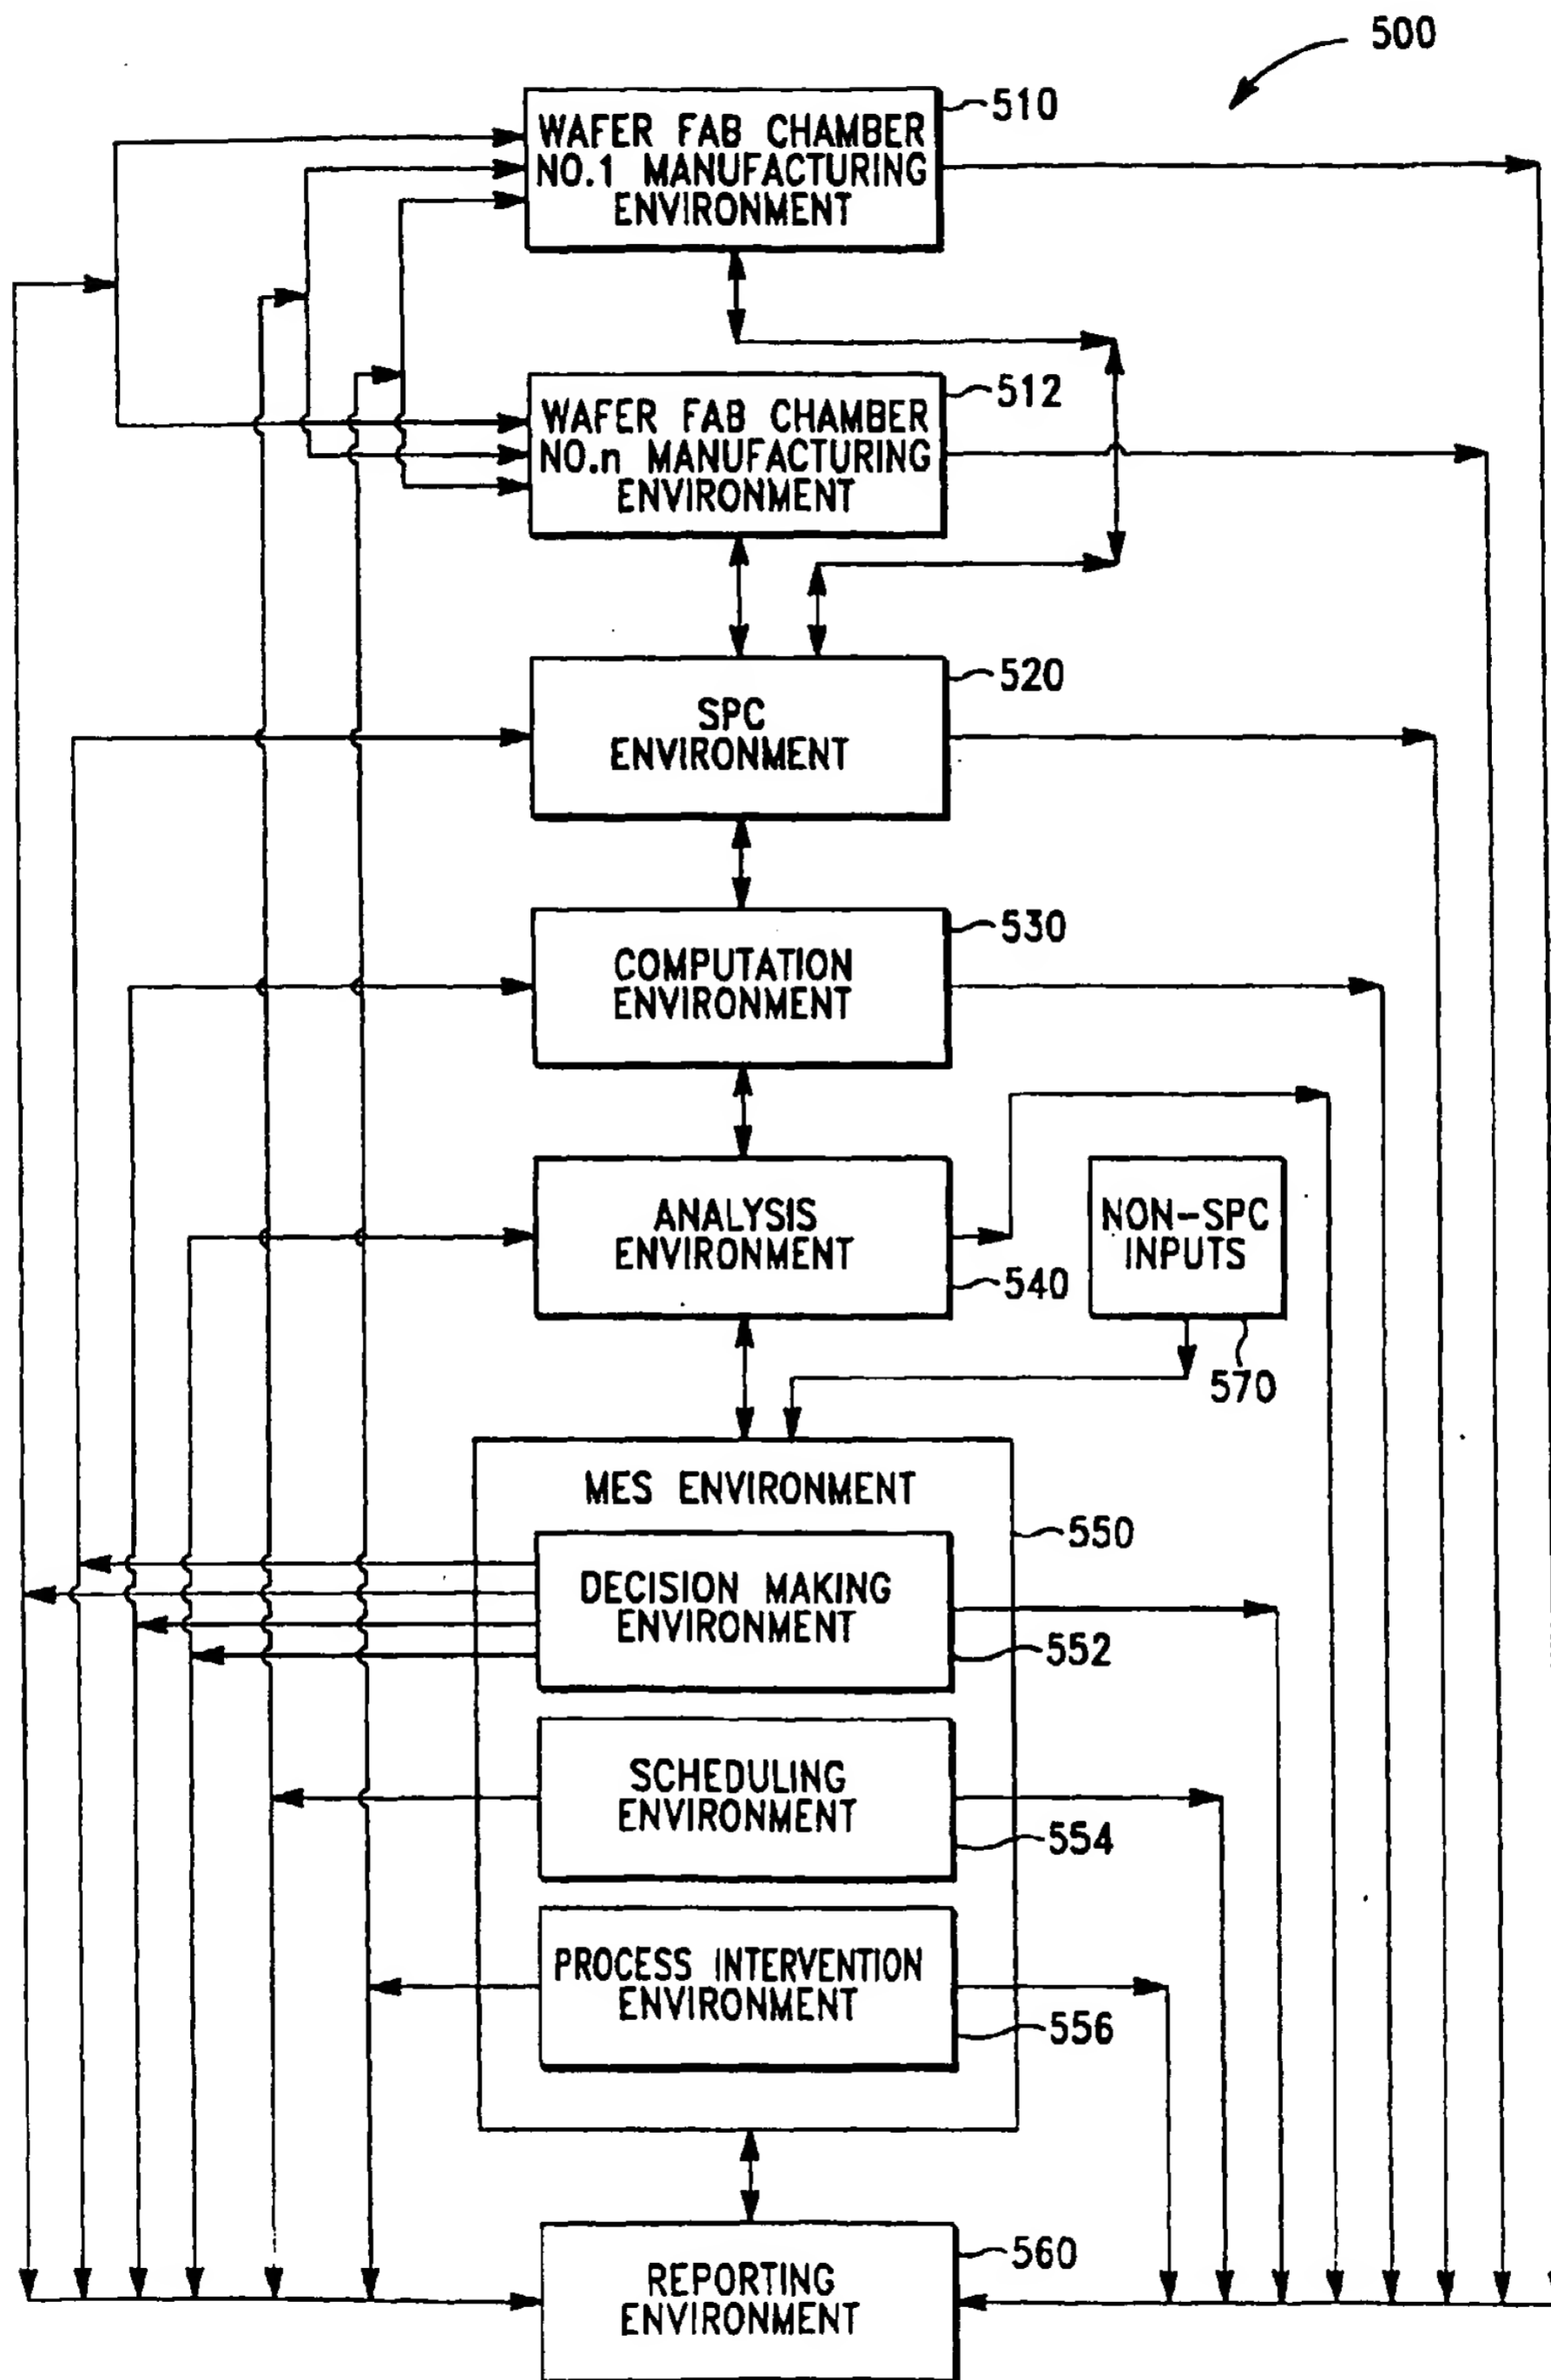 500
WAFER FAB CHAMBER
NO.1 MANUFACTURING
ENVIRONMENT
510
WAFER FAB CHAMBER
NO.n MANUFACTURING
ENVIRONMENT
512
SPC
ENVIRONMENT
520
COMPUTATION
ENVIRONMENT
530
ANALYSIS
ENVIRONMENT
540
NON-SPC
INPUTS
570
MES ENVIRONMENT
550
DECISION MAKING
ENVIRONMENT
552
SCHEDULING
ENVIRONMENT
554
PROCESS INTERVENTION
ENVIRONMENT
556
REPORTING
ENVIRONMENT
560